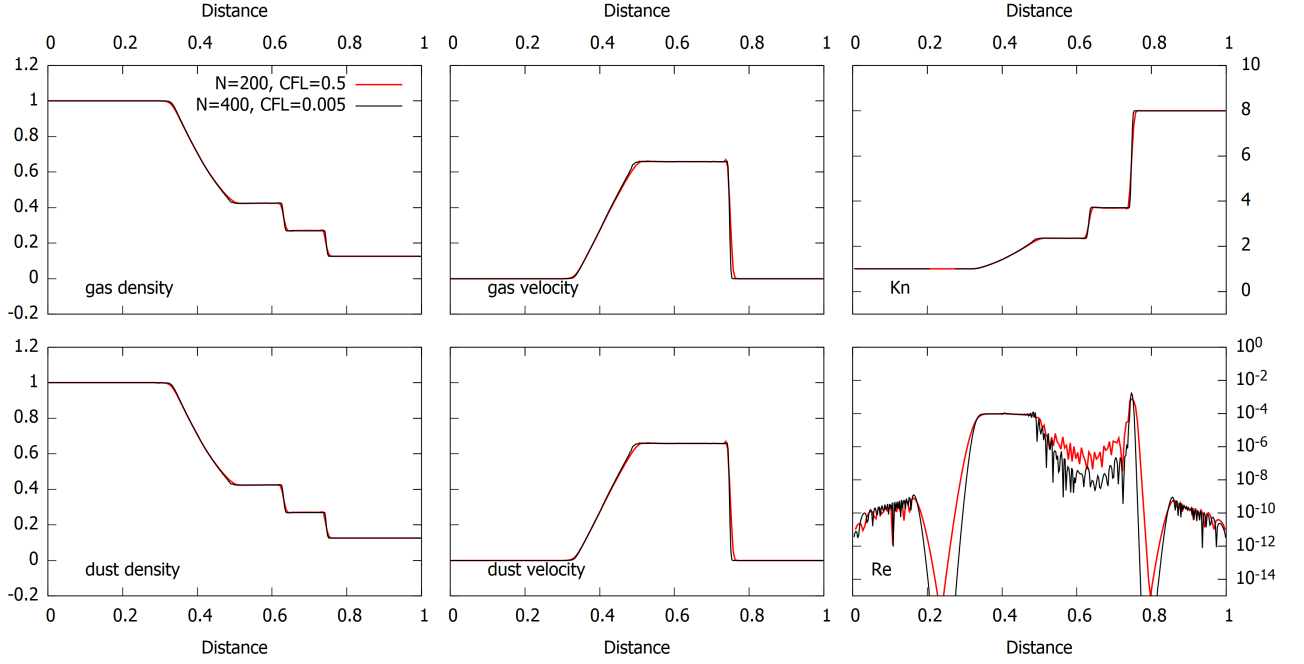 Distance Distance Distance
0 0.2 0.4 0.6 0.8 1 0 0.2 0.4 0.6 0.8 1 0 0.2 0.4 0.6 0.8 1
1.2 10
N=200, CFL=0.5
1 8
N=400, CFL=0.005
0.8
0.6 6
0.4 4
0.2 2
0 0
gas density gas velocity Kn
-0.2
1.2 10^0
1 10^-2
0.8 10^-4
0.6 10^-6
0.4 10^-8
0.2 10^-10
0 10^-12
dust density dust velocity Re 10^-14
-0.2
0 0.2 0.4 0.6 0.8 1 0 0.2 0.4 0.6 0.8 1 0 0.2 0.4 0.6 0.8 1
Distance Distance Distance